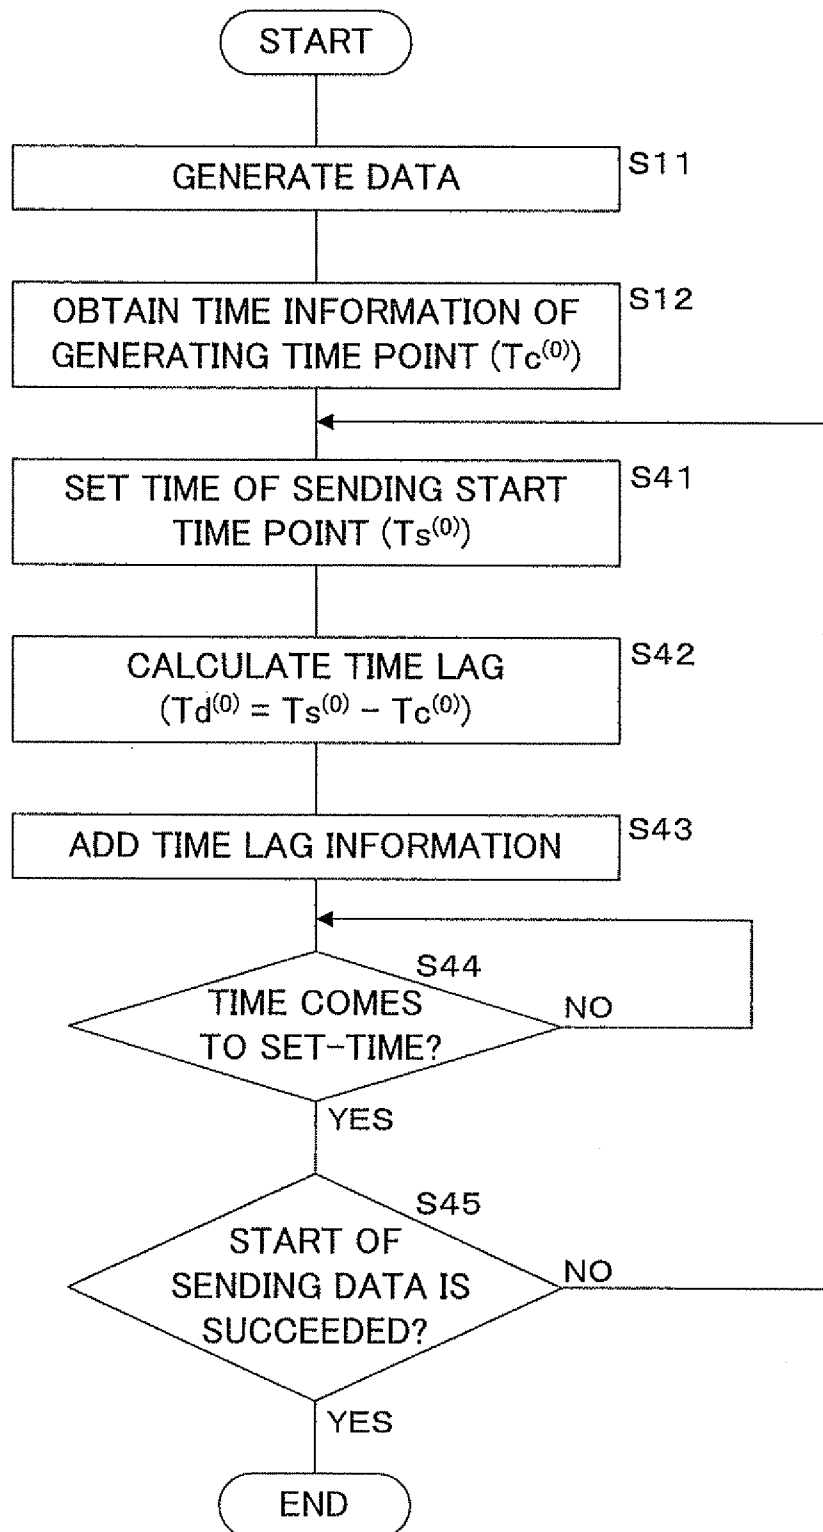 START
GENERATE DATA
S11
OBTAIN TIME INFORMATION OF
GENERATING TIME POINT (Tc⁽⁰⁾)
S12
SET TIME OF SENDING START
TIME POINT (Ts⁽⁰⁾)
S41
CALCULATE TIME LAG
(Td⁽⁰⁾ = Ts⁽⁰⁾ − Tc⁽⁰⁾)
S42
ADD TIME LAG INFORMATION
S43
S44
TIME COMES
TO SET-TIME?
NO
YES
S45
START OF
SENDING DATA IS
SUCCEEDED?
NO
YES
END